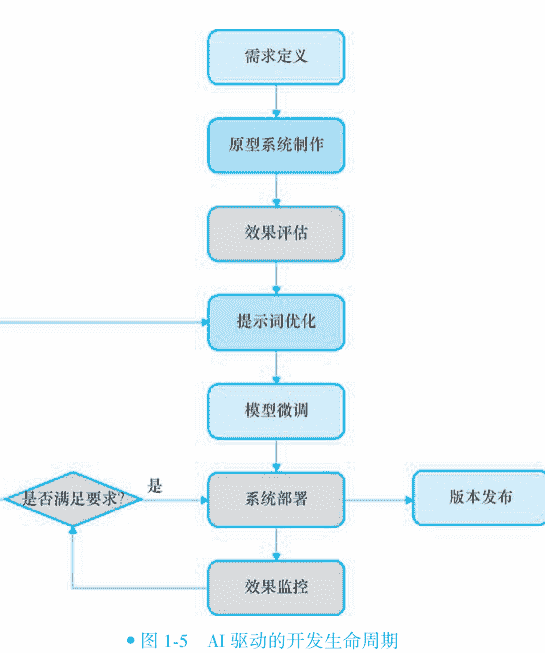 需求定义
原型系统制作
效果评估
提示词优化
模型微调
是否满足要求?
是
系统部署
版本发布
效果监控
•图 1-5 AI 驱动的开发生命周期